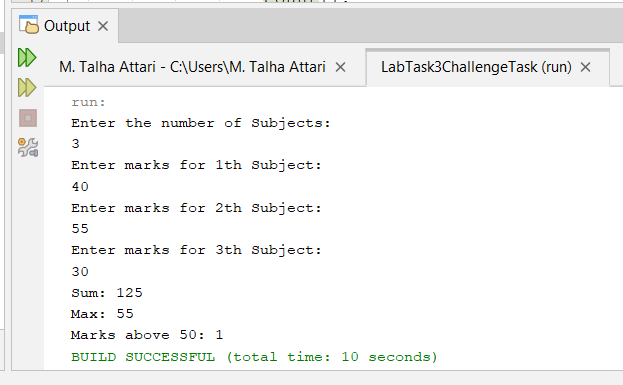 Output
M. Talha Attari - C:\Users\M. Talha Attari
LabTask3ChallengeTask (run)
run:
Enter the number of Subjects:
3
Enter marks for 1th Subject:
40
Enter marks for 2th Subject:
55
Enter marks for 3th Subject:
30
Sum: 125
Max: 55
Marks above 50: 1
BUILD SUCCESSFUL (total time: 10 seconds)